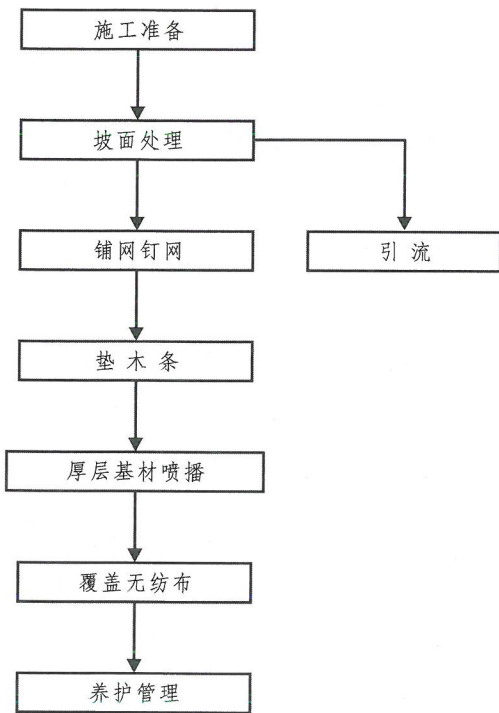 施工准备
坡面处理
铺网钉网
引流
垫木条
厚层基材喷播
覆盖无纺布
养护管理